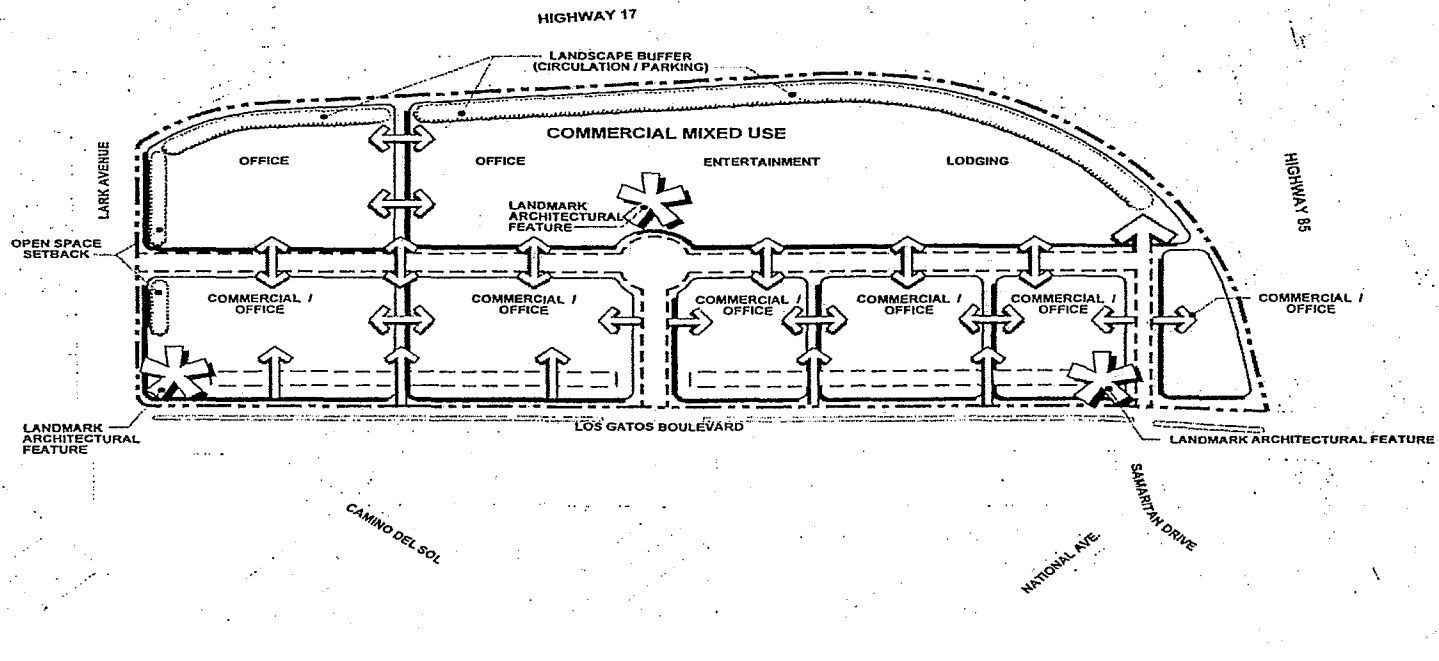 HIGHWAY 17
LANDSCAPE BUFFER
(CIRCULATION / PARKING)
COMMERCIAL MIXED USE
OFFICE
OFFICE
ENTERTAINMENT
LODGING
LARK AVENUE
HIGHWAY 85
LANDMARK
ARCHITECTURAL
FEATURE
OPEN SPACE
SETBACK
COMMERCIAL /
OFFICE
COMMERCIAL /
OFFICE
COMMERCIAL /
OFFICE
COMMERCIAL /
OFFICE
COMMERCIAL /
OFFICE
COMMERCIAL /
OFFICE
LANDMARK
ARCHITECTURAL
FEATURE
LOS GATOS BOULEVARD
LANDMARK ARCHITECTURAL FEATURE
CAMINO DEL SOL
NATIONAL AVE.
SAMARITAN DRIVE